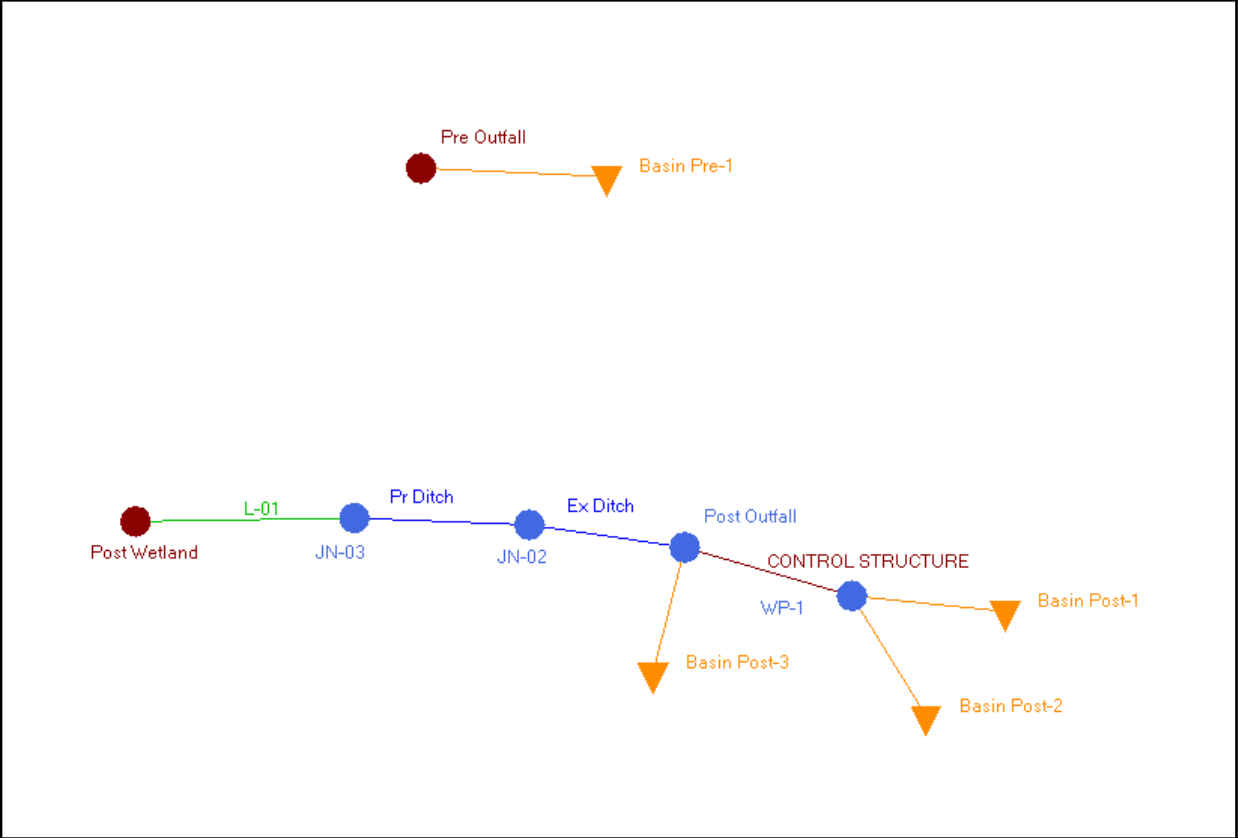 Pre Outfall
Basin Pre-1
L-01
Pr Ditch
Ex Ditch
Post Outfall
Post Wetland
JN-03
JN-02
CONTROL STRUCTURE
WP-1
Basin Post-1
Basin Post-3
Basin Post-2